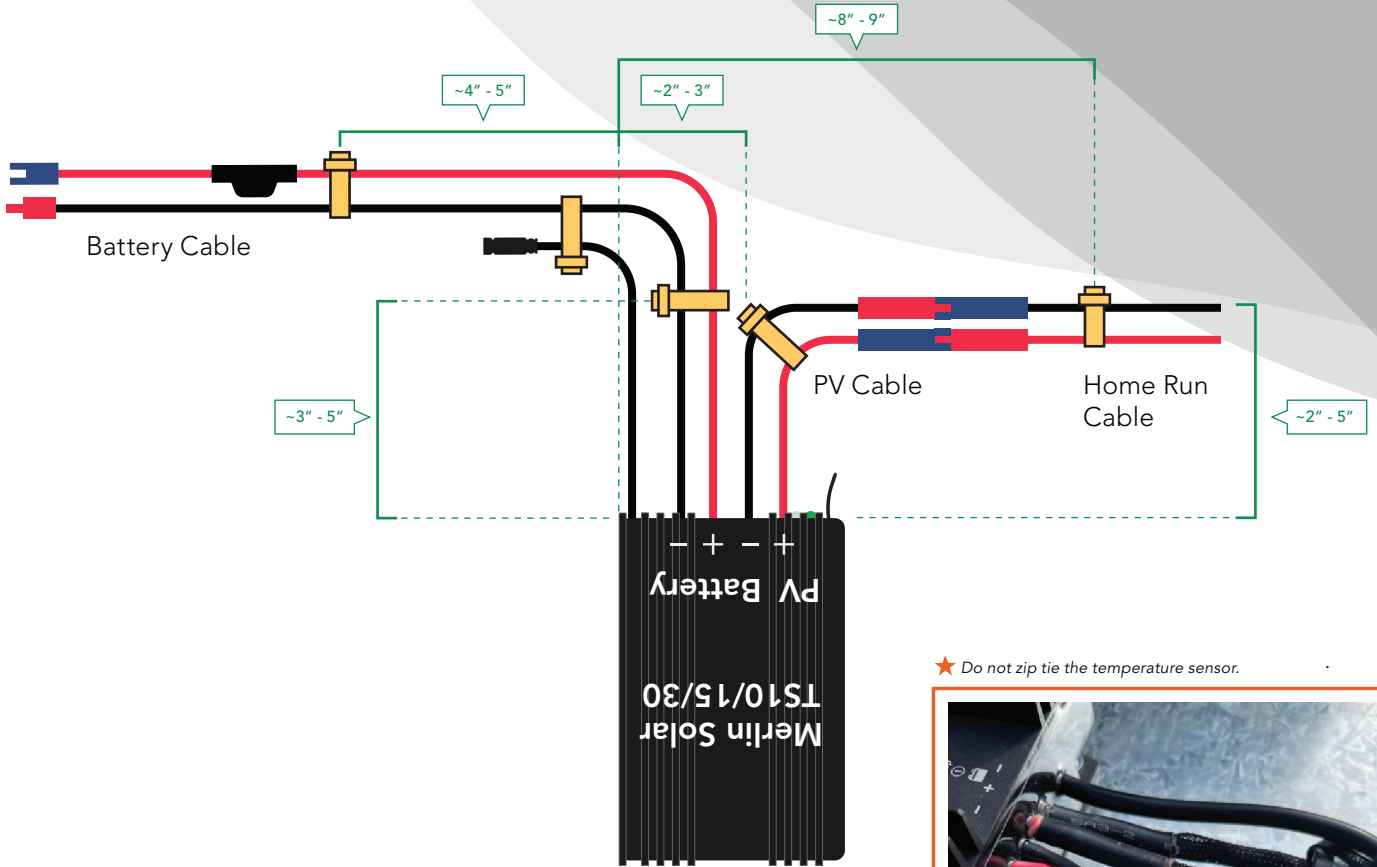 ~8” - 9”
~4” - 5”
~2” - 3”
Battery Cable
PV Cable
Home Run
Cable
~3” - 5”
~2” - 5”
− + − +
PV Battery
Merlin Solar
TS10/15/30
Do not zip tie the temperature sensor.